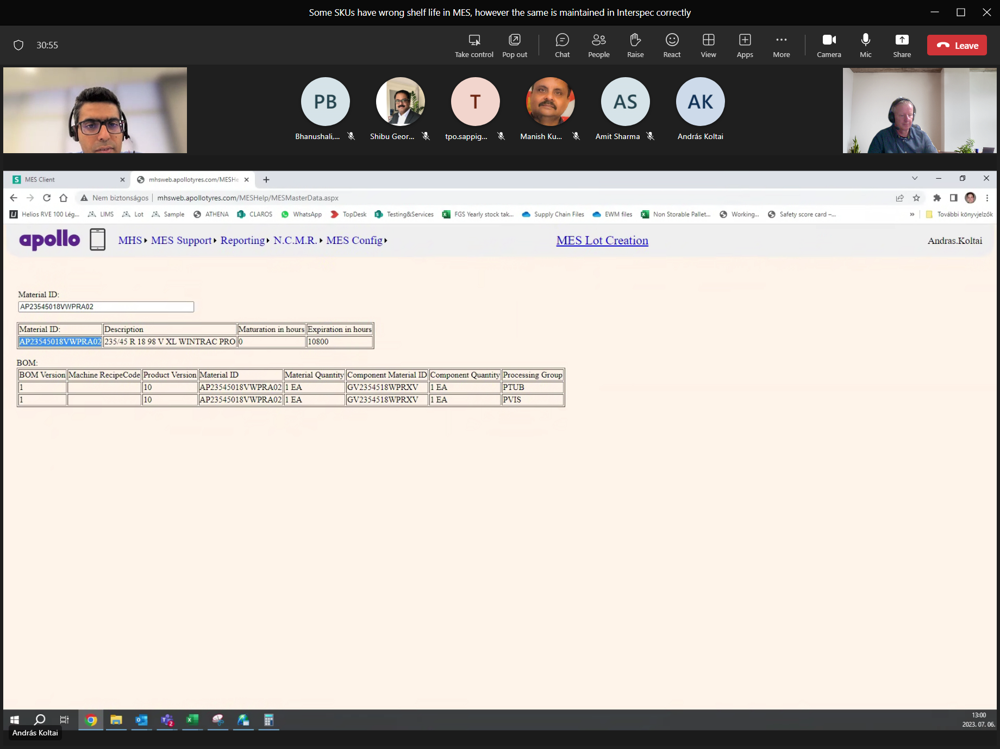 Some SKUs have wrong shelf life in MES, however the same is maintained in Interspec correctly
30:55
Take control
Pop out
Chat
People
Raise
React
View
Apps
More
Camera
Mic
Share
Leave
PB
T
AS
AK
Bhanushali,...
Shibu Geor...
tpo.sappig...
Manish Ku...
Amit Sharma
András Koltai
MES Client
mhsweb.apollotyres.com/MESHe
Nem biztonságos | mhsweb.apollotyres.com/MESHelp/MESMasterData.aspx
Helios RVE 100 Lég... LIMS Lot Sample ATHENA CLAROS WhatsApp TopDesk Testing&Services FGS Yearly stock tak... Supply Chain Files EWM files Non Storable Pallet... Working... Safety score card –... » További könyvjelzők
apollo MHS MES Support Reporting N.C.M.R. MES Config MES Lot Creation Andras.Koltai
Material ID:
AP23545018VWPRA02
Material ID: Description Maturation in hours Expiration in hours
AP23545018VWPRA02 235/45 R 18 98 V XL WINTRAC PRO 0 10800
BOM:
BOM Version Machine RecipeCode Product Version Material ID Material Quantity Component Material ID Component Quantity Processing Group
1 10 AP23545018VWPRA02 1 EA GV2354518WPRXV 1 EA PTUB
1 10 AP23545018VWPRA02 1 EA GV2354518WPRXV 1 EA PVIS
13:00
2023. 07. 06.
András Koltai